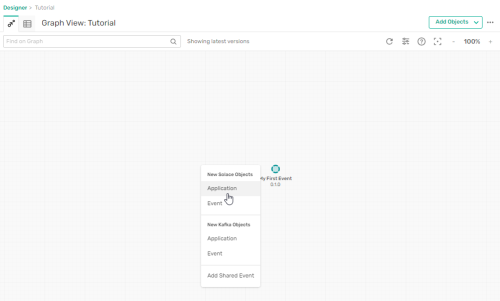 Designer > Tutorial
Graph View: Tutorial
Add Objects
Find on Graph
Showing latest versions
- 100% +
New Solace Objects
Application
Event
New Kafka Objects
Application
Event
Add Shared Event
My First Event
0.1.0